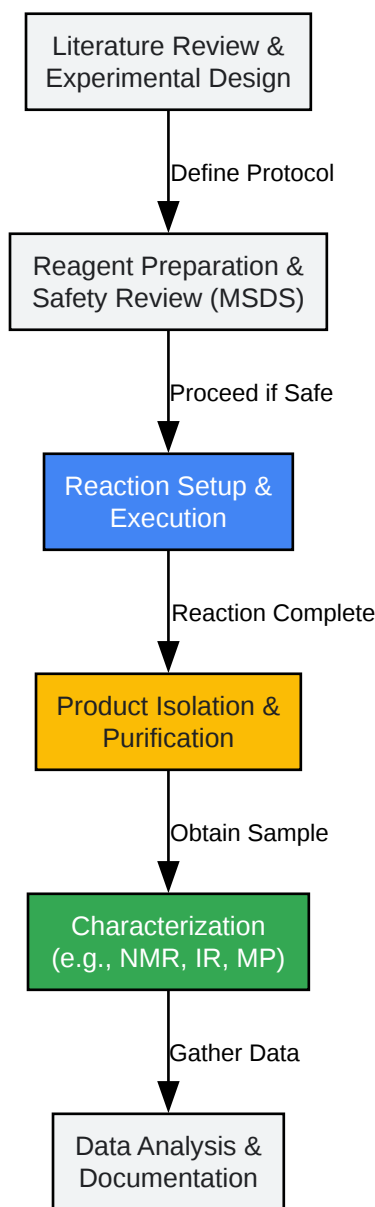 Literature Review &
Experimental Design
Define Protocol
Reagent Preparation &
Safety Review (MSDS)
Proceed if Safe
Reaction Setup &
Execution
Reaction Complete
Product Isolation &
Purification
Obtain Sample
Characterization
(e.g., NMR, IR, MP)
Gather Data
Data Analysis &
Documentation